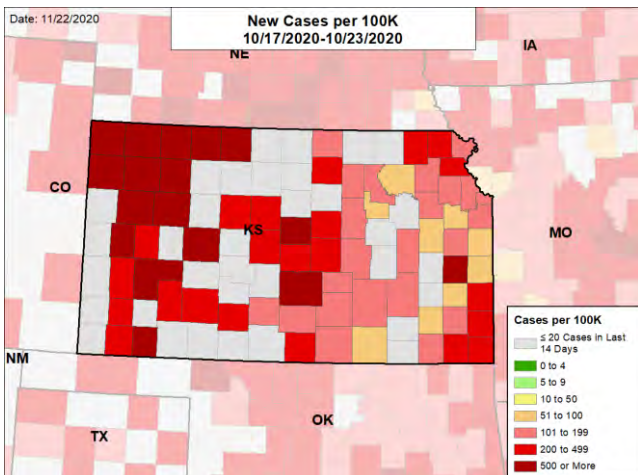 Date: 11/22/2020
New Cases per 100K
10/17/2020-10/23/2020
NE
IA
CO
KS
MO
NM
OK
TX
Cases per 100K
≤ 20 Cases in Last
14 Days
0 to 4
5 to 9
10 to 50
51 to 100
101 to 199
200 to 499
500 or More